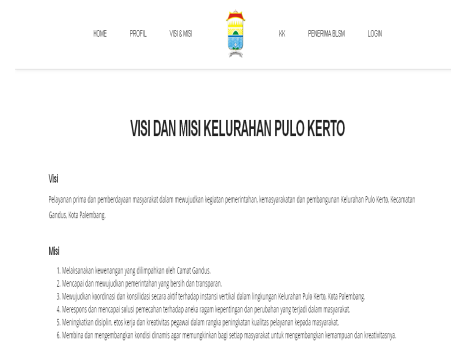 HOME PROFIL VISI & MISI KK PENERIMA BLSM LOGIN
VISI DAN MISI KELURAHAN PULO KERTO
Visi
Pelayanan prima dan pemberdayaan masyarakat dalam mewujudkan kegiatan pemerintahan, kemasyarakatan dan pembangunan Kelurahan Pulo Kerto, Kecamatan
Gandus, Kota Palembang.
Misi
1. Melaksanakan kewenangan yang dilimpahkan oleh Camat Gandus.
2. Mencapai dan mewujudkan pemerintahan yang bersih dan transparan.
3. Mewujudkan koordinasi dan konsilidasi secara aktif terhadap instansi vertikal dalam lingkungan Kelurahan Pulo Kerto, Kota Palembang.
4. Merespons dan mencapai solusi pemecahan terhadap aneka ragam kepentingan dan perubahan yang terjadi dalam masyarakat.
5. Meningkatkan disiplin, etos kerja dan kreativitas pegawai dalam rangka peningkatan kualitas pelayanan kepada masyarakat.
6. Membina dan mengembangkan kondisi dinamis agar memungkinkan bagi setiap masyarakat untuk mengembangkan kemampuan dan kreativitasnya.